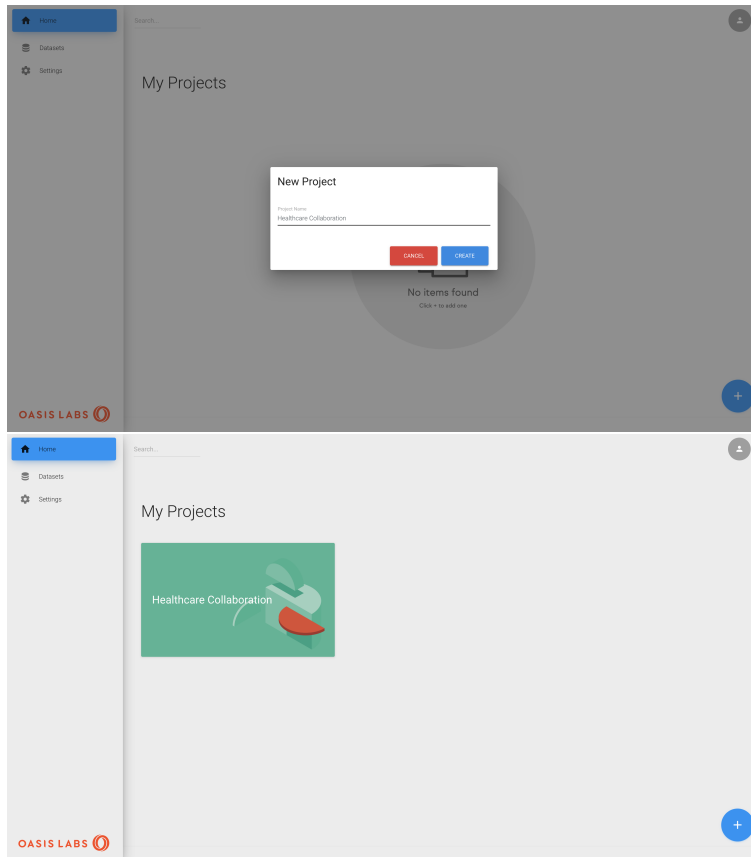 Home
Search...
Datasets
Settings
My Projects
New Project
Project Name
Healthcare Collaboration
CANCEL
CREATE
No items found
Click + to add one
OASIS LABS
Home
Search...
Datasets
Settings
My Projects
Healthcare Collaboration
OASIS LABS